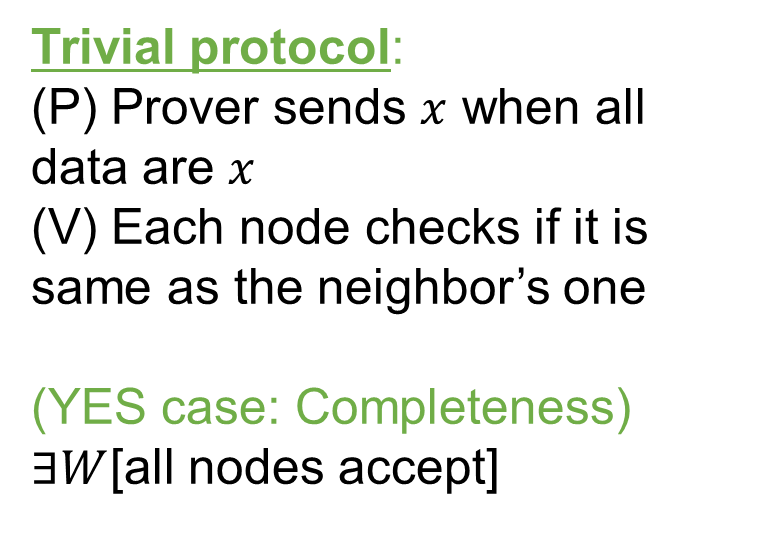 Trivial protocol:
(P) Prover sends 𝑥 when all
data are 𝑥
(V) Each node checks if it is
same as the neighbor’s one
(YES case: Completeness)
∃𝑊[all nodes accept]